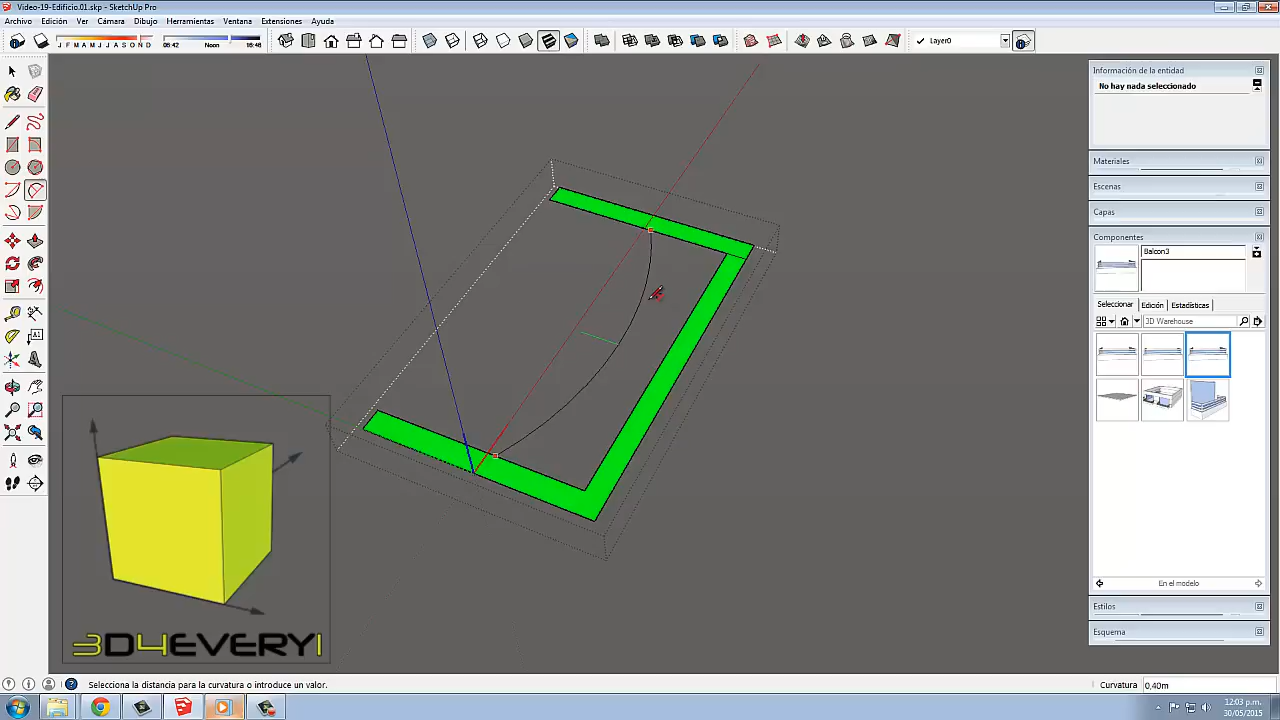 Video-19-Edificio.01.skp - SketchUp Pro
Archivo Edición Ver Cámara Dibujo Herramientas Ventana Extensiones Ayuda
J F M A M J J A S O N D 06:42 Noon 16:46
Layer0
Información de la entidad
No hay nada seleccionado
Materiales
Escenas
Capas
Componentes
Balcon3
Seleccionar Edición Estadísticas
3D Warehouse
En el modelo
Estilos
Esquema
A1
3D4EVERY1
Selecciona la distancia para la curvatura o introduce un valor.
Curvatura 0,40m
12:03 p.m.
30/05/2015